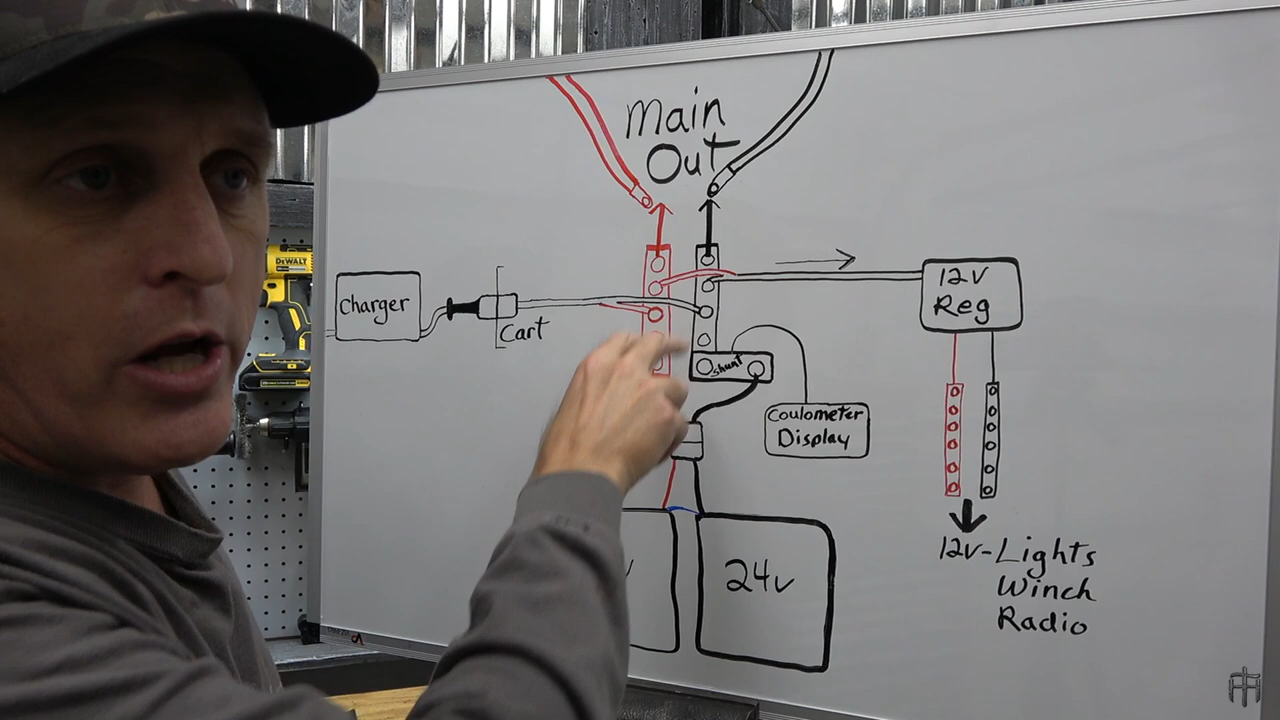 Main
Out
DEWALT
Charger
Cart
12v
Reg
shunt
Coulometer
Display
24v
12v-Lights
Winch
Radio